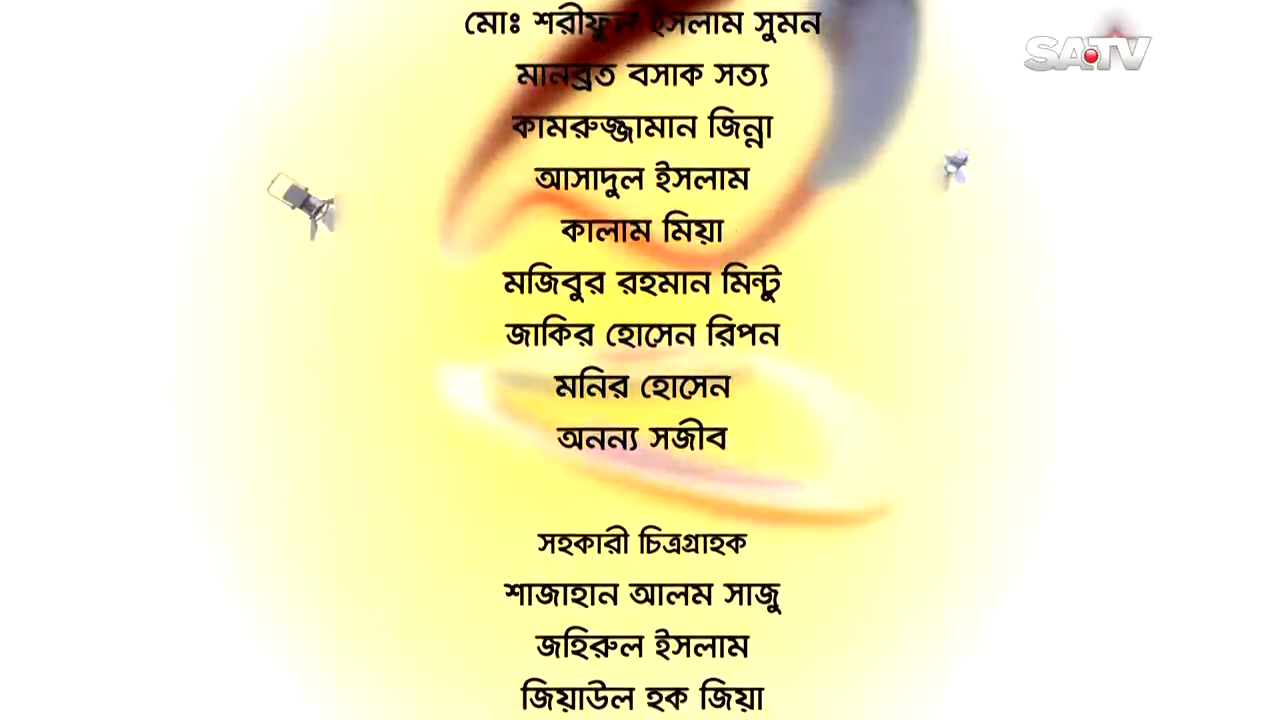 মোঃ শরীফুল ইসলাম সুমন
SATV
মানব্রত বসাক সত্য
কামরুজ্জামান জিন্না
আসাদুল ইসলাম
কালাম মিয়া
মজিবুর রহমান মিন্টু
জাকির হোসেন রিপন
মনির হোসেন
অনন্য সজীব
সহকারী চিত্রগ্রাহক
শাজাহান আলম সাজু
জহিরুল ইসলাম
জিয়াউল হক জিয়া